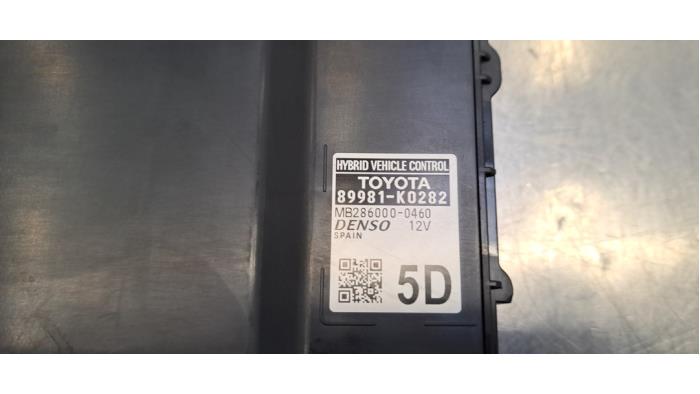 HYBRID VEHICLE CONTROL
TOYOTA
89981-K0282
MB286000-0460
DENSO 12V
SPAIN
5D